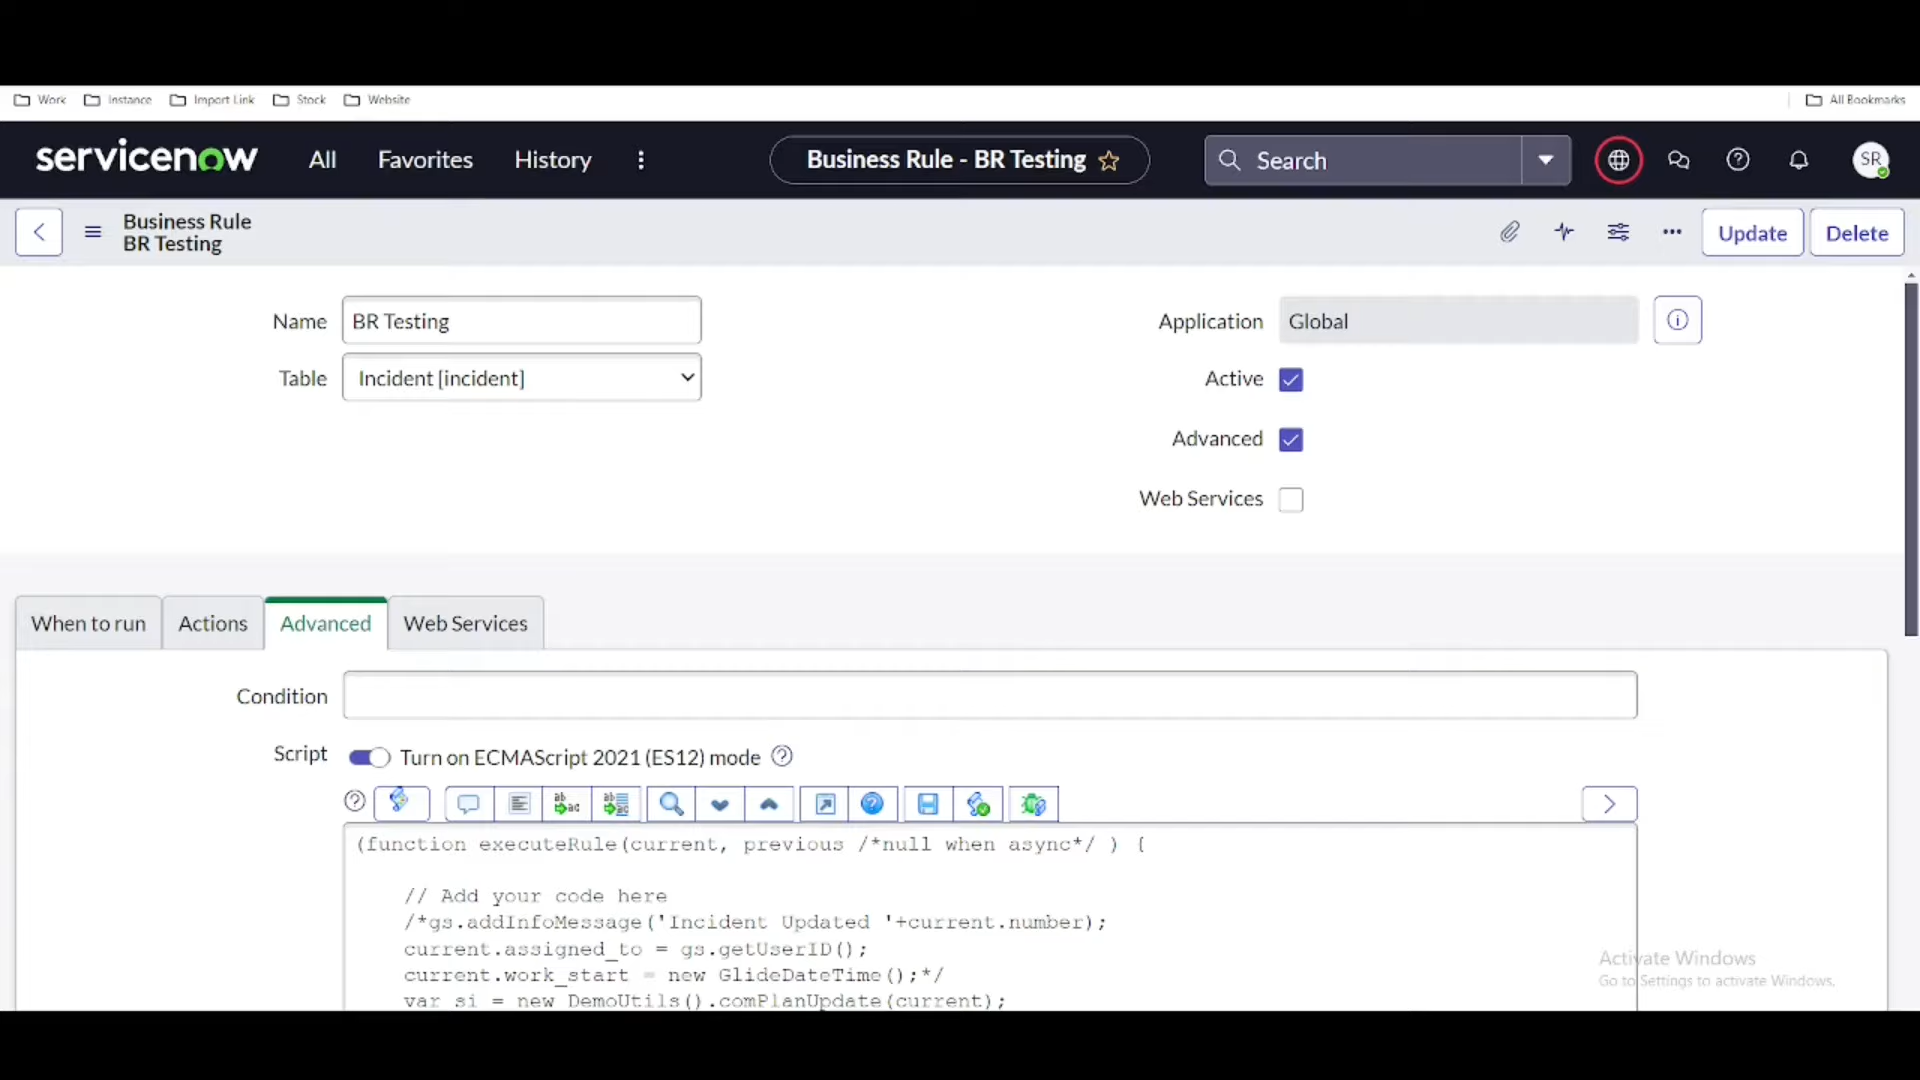 Work Instance Import Link Stock Website All Bookmarks
servicenow All Favorites History Business Rule - BR Testing Search SR
Business Rule
BR Testing
Update Delete
Name BR Testing
Application Global
Table Incident [incident]
Active
Advanced
Web Services
When to run Actions Advanced Web Services
Condition
Script Turn on ECMAScript 2021 (ES12) mode
(function executeRule(current, previous /*null when async*/ ) {
// Add your code here
/*gs.addInfoMessage('Incident Updated '+current.number);
current.assigned_to = gs.getUserID();
current.work_start = new GlideDateTime();*/
var si = new DemoUtils().comPlanUpdate(current);
Activate Windows
Go to Settings to activate Windows.